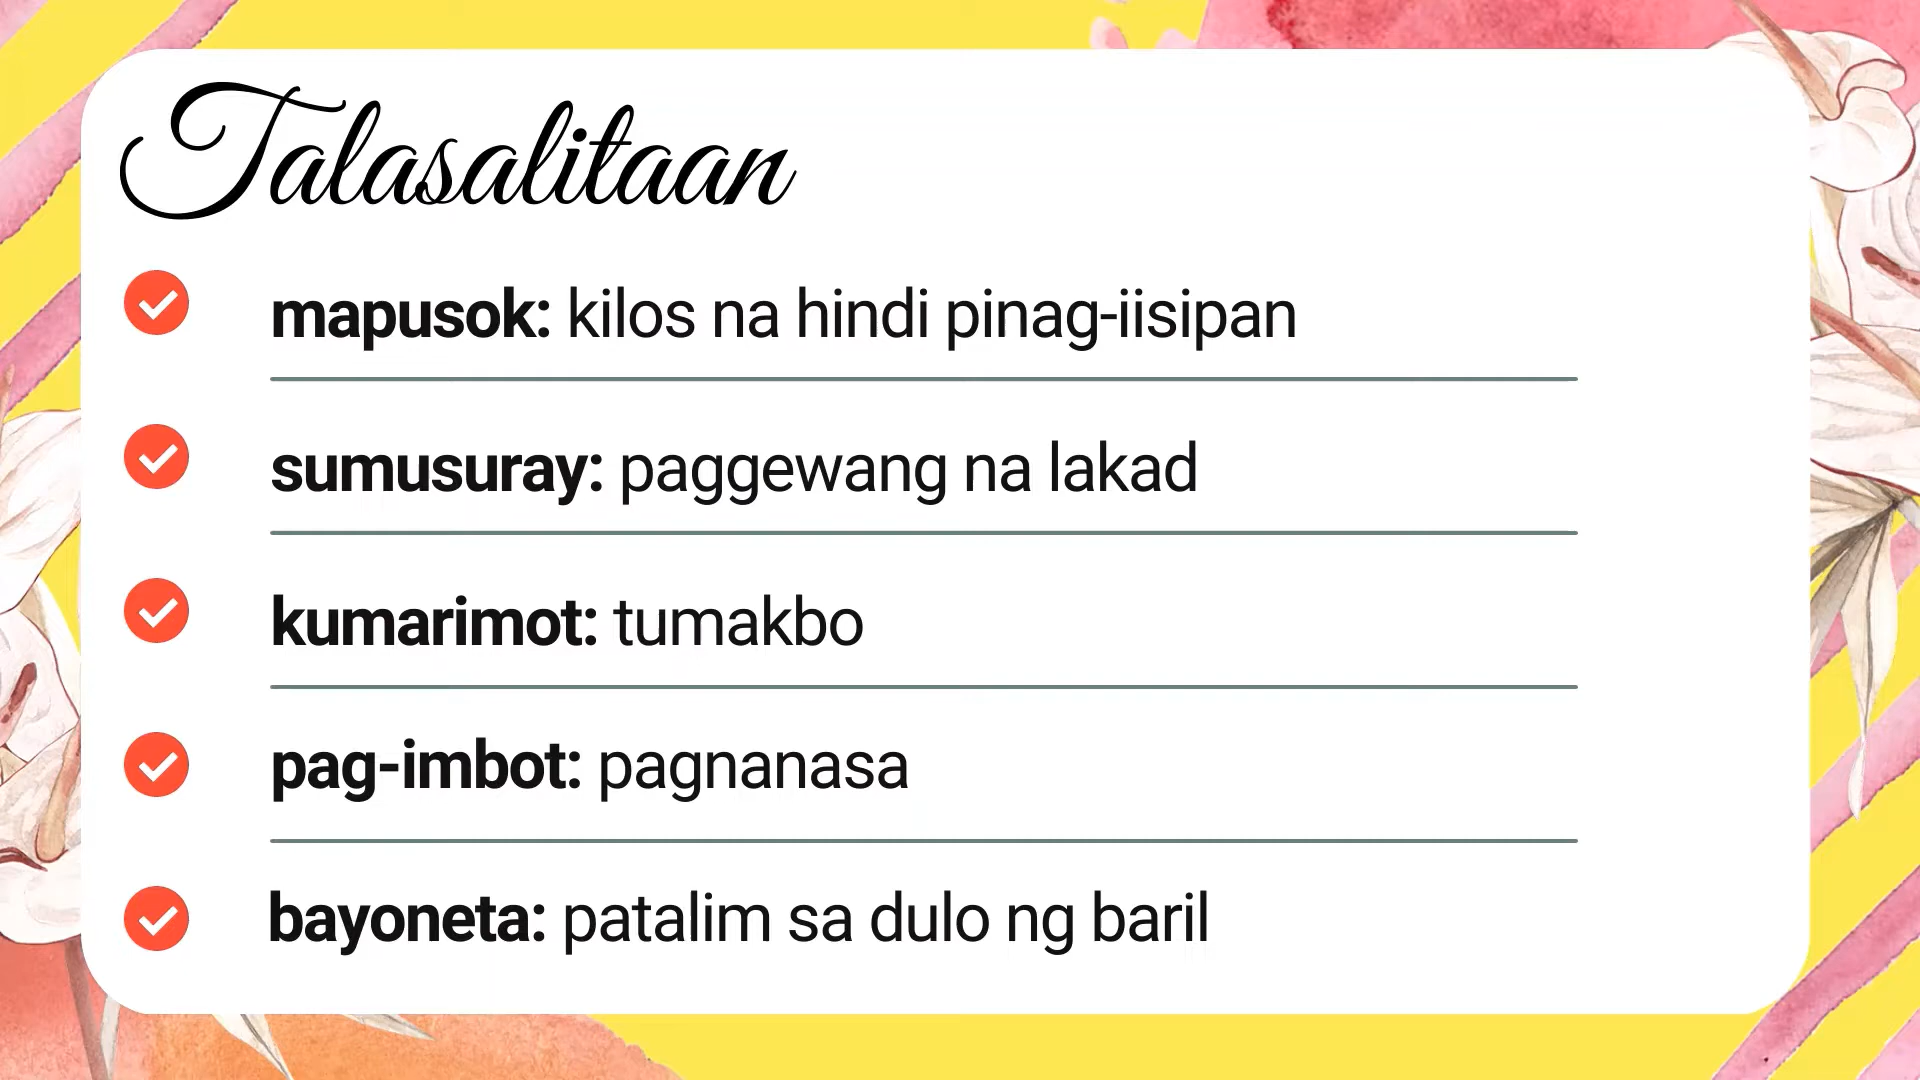 Talasalitaan
mapusok: kilos na hindi pinag-iisipan
sumusuray: paggewang na lakad
kumarimot: tumakbo
pag-imbot: pagnanasa
bayoneta: patalim sa dulo ng baril